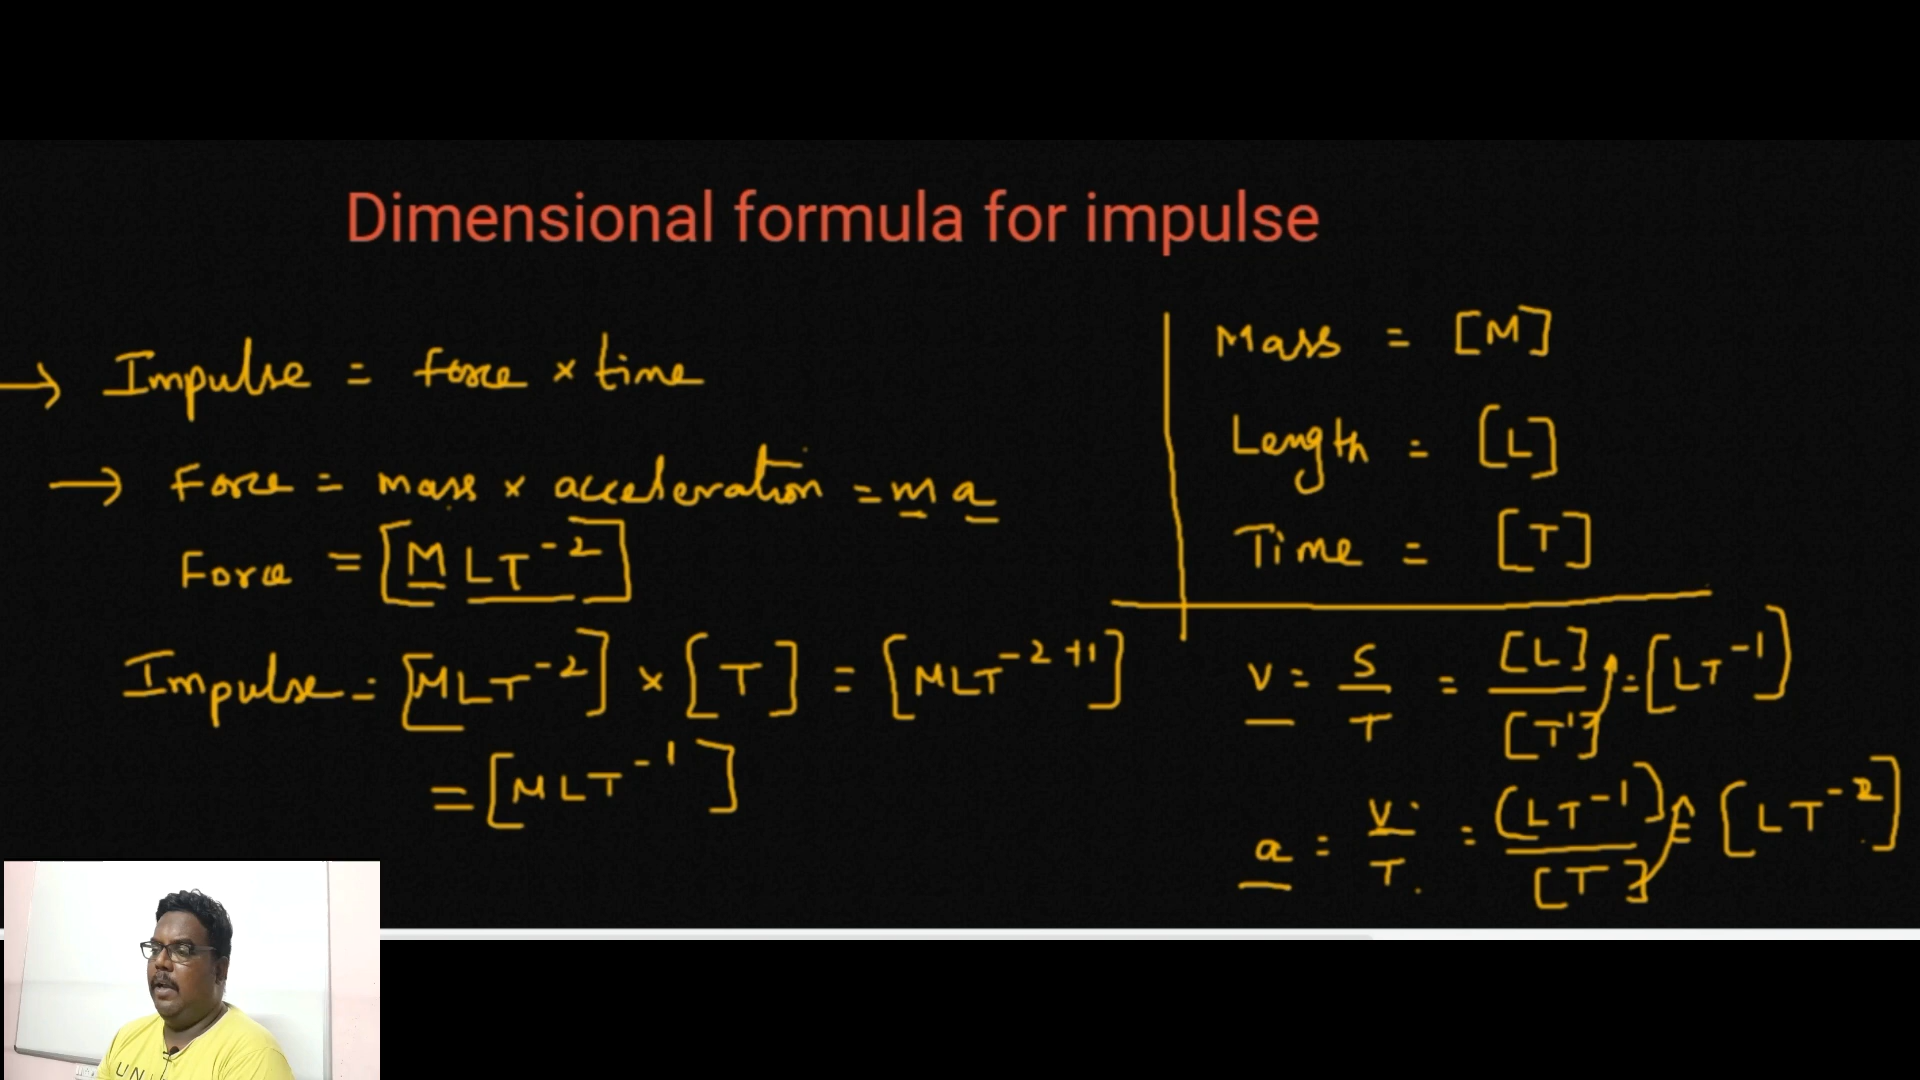 Dimensional formula for impulse
→ Impulse = force × time
→ Force = mass × acceleration = m a
Force = [MLT⁻²]
Impulse = [MLT⁻²] × [T] = [MLT⁻²⁺¹]
= [MLT⁻¹]
Mass = [M]
Length = [L]
Time = [T]
v = S/T = [L]/[T¹] = [LT⁻¹]
a = v/T = [LT⁻¹]/[T] = [LT⁻²]